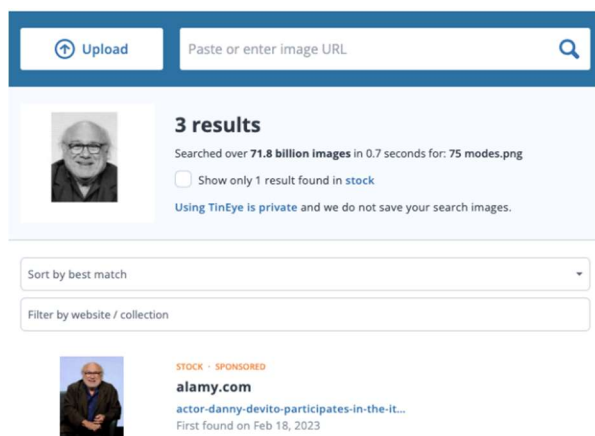 Upload
Paste or enter image URL
3 results
Searched over 71.8 billion images in 0.7 seconds for: 75 modes.png
Show only 1 result found in stock
Using TinEye is private and we do not save your search images.
Sort by best match
Filter by website / collection
STOCK · SPONSORED
alamy.com
actor-danny-devito-participates-in-the-it...
First found on Feb 18, 2023